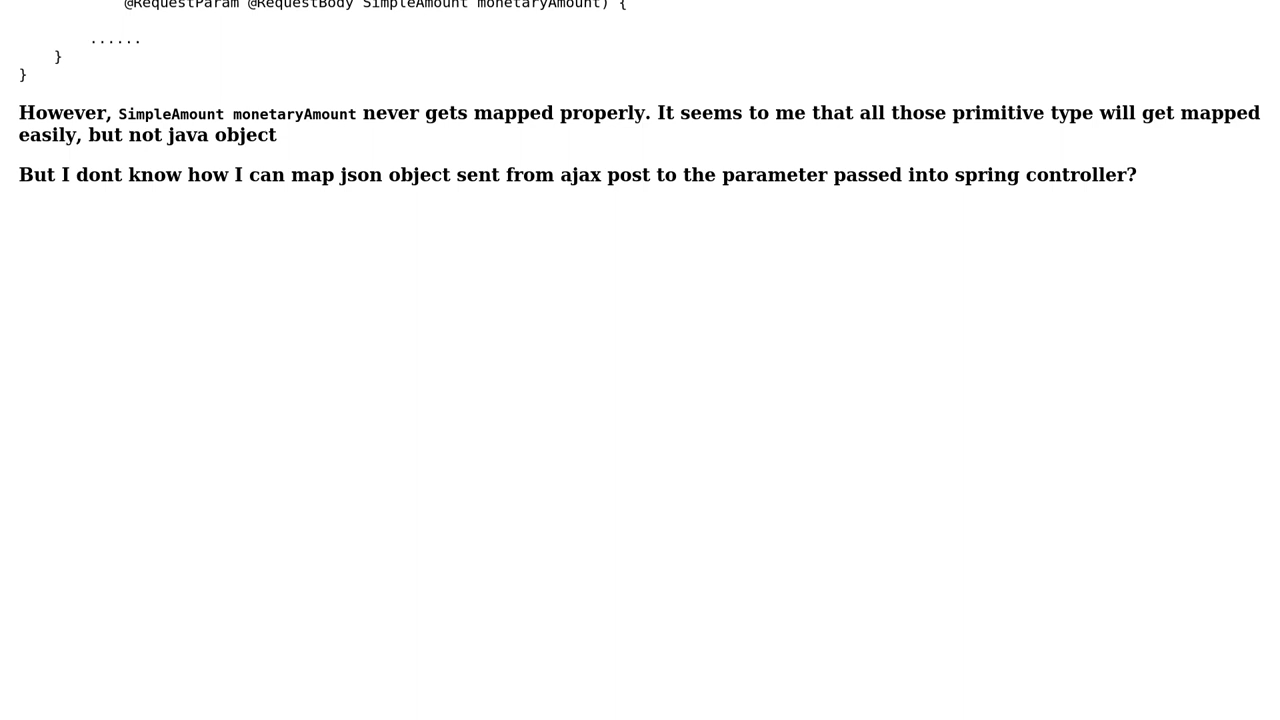 @RequestParam @RequestBody SimpleAmount monetaryAmount) {
......
}
}
However, SimpleAmount monetaryAmount never gets mapped properly. It seems to me that all those primitive type will get mapped
easily, but not java object
But I dont know how I can map json object sent from ajax post to the parameter passed into spring controller?